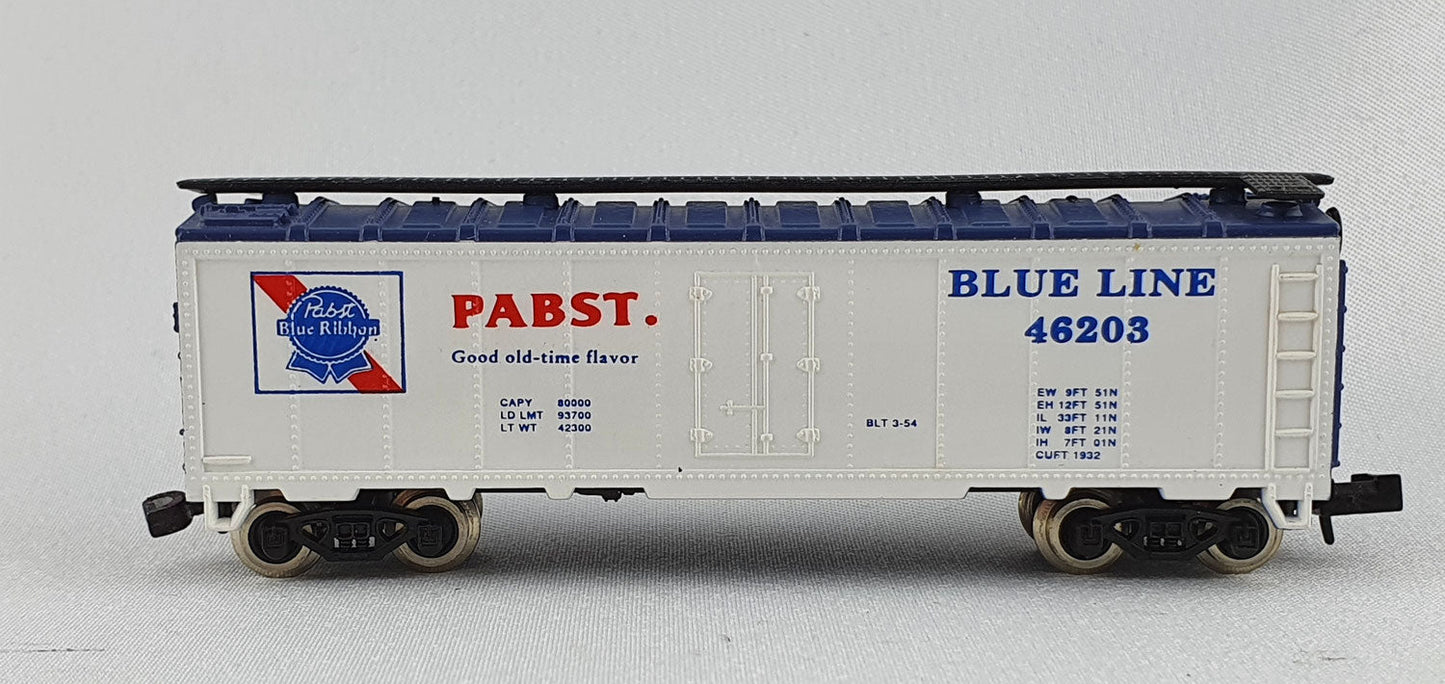 Pabst
Blue Ribbon
PABST.
Good old-time flavor
CAPY 80000
LD LMT 93700
LT WT 42300
BLT 3-54
BLUE LINE
46203
EW 9FT 51N
EH 12FT 51N
IL 33FT 11N
IW 8FT 21N
IH 7FT 01N
CUFT 1932